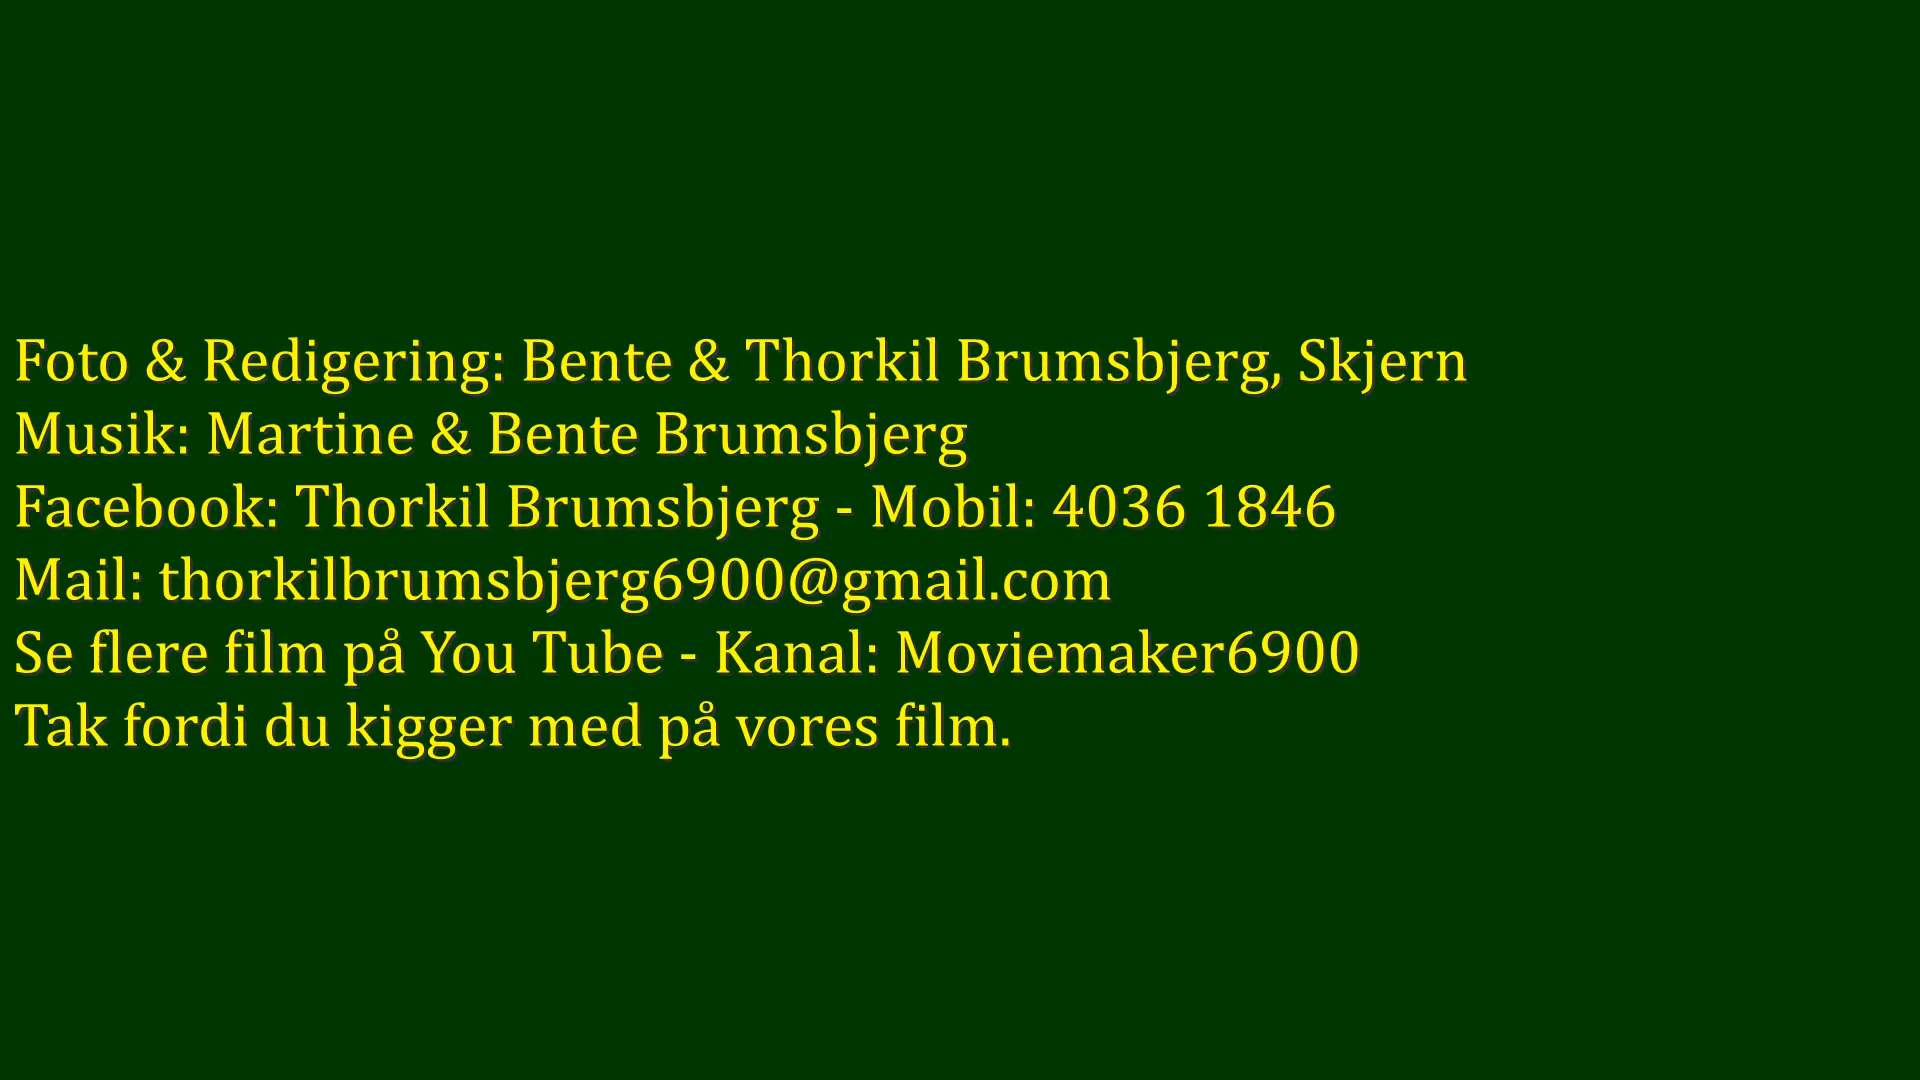 Foto & Redigering: Bente & Thorkil Brumsbjerg, Skjern
Musik: Martine & Bente Brumsbjerg
Facebook: Thorkil Brumsbjerg - Mobil: 4036 1846
Mail: thorkilbrumsbjerg6900@gmail.com
Se flere film på You Tube - Kanal: Moviemaker6900
Tak fordi du kigger med på vores film.